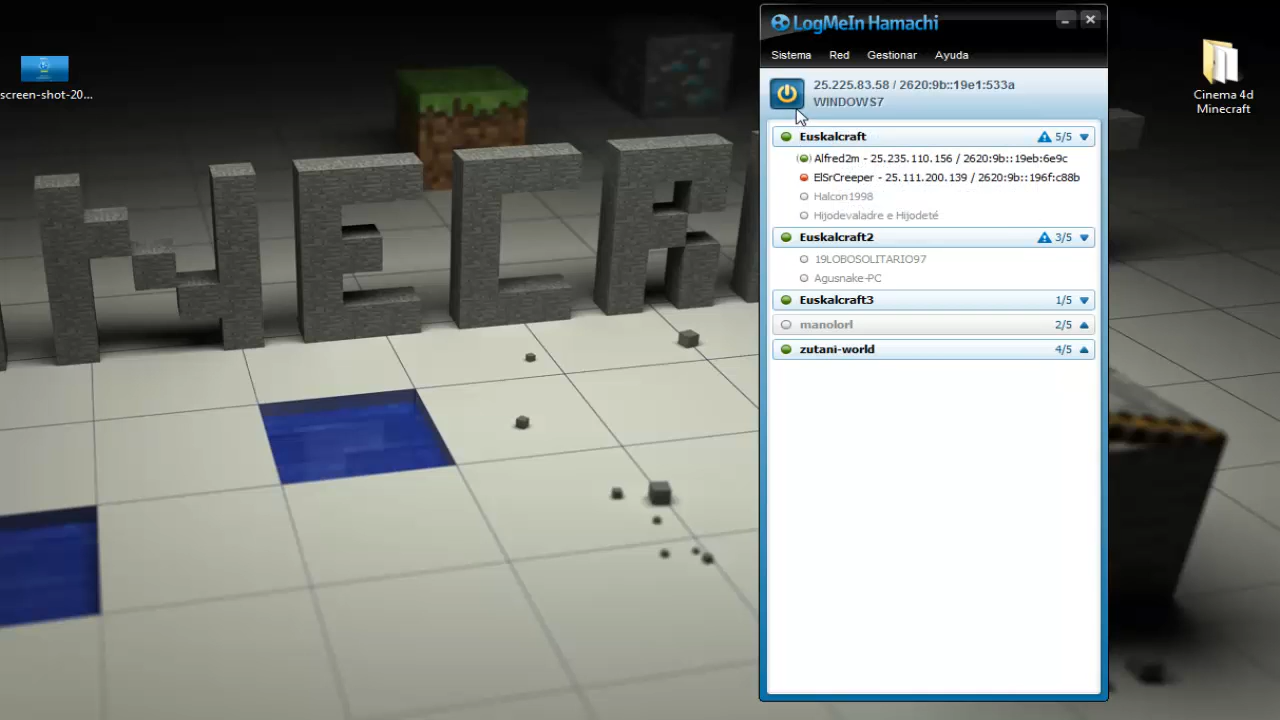 screen-shot-20...
LogMeIn Hamachi
Sistema Red Gestionar Ayuda
25.225.83.58 / 2620:9b::19e1:533a
WINDOWS7
Euskalcraft 5/5
Alfred2m - 25.235.110.156 / 2620:9b::19eb:6e9c
ElSrCreeper - 25.111.200.139 / 2620:9b::196f:c88b
Halcon1998
Hijodevaladre e Hijodeté
Euskalcraft2 3/5
19LOBOSOLITARIO97
Agusnake-PC
Euskalcraft3 1/5
manolorl 2/5
zutani-world 4/5
Cinema 4d
Minecraft